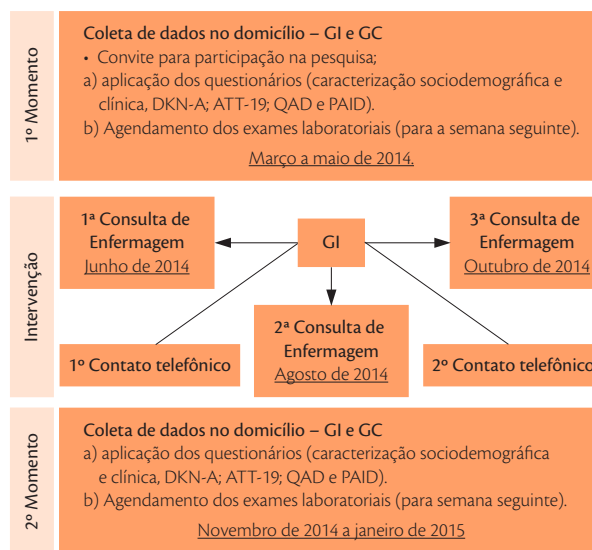 1º Momento
Coleta de dados no domicílio – GI e GC
• Convite para participação na pesquisa;
a) aplicação dos questionários (caracterização sociodemográfica e
clínica, DKN-A; ATT-19; QAD e PAID).
b) Agendamento dos exames laboratoriais (para a semana seguinte).
Março a maio de 2014.
Intervenção
1ª Consulta de
Enfermagem
Junho de 2014
GI
3ª Consulta de
Enfermagem
Outubro de 2014
1º Contato telefônico
2ª Consulta de
Enfermagem
Agosto de 2014
2º Contato telefônico
2º Momento
Coleta de dados no domicílio – GI e GC
a) aplicação dos questionários (caracterização sociodemográfica
e clínica, DKN-A; ATT-19; QAD e PAID).
b) Agendamento dos exames laboratoriais (para semana seguinte).
Novembro de 2014 a janeiro de 2015